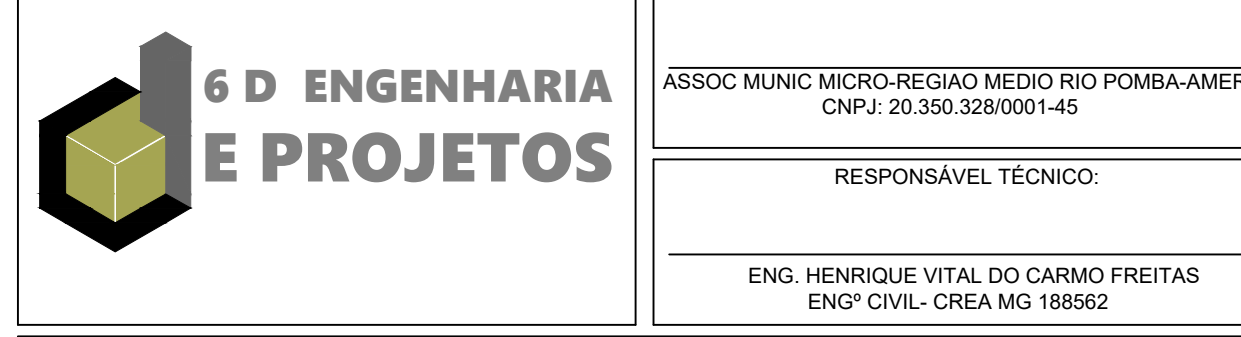 6 D ENGENHARIA
E PROJETOS
ASSOC MUNIC MICRO-REGIAO MEDIO RIO POMBA-AMER
CNPJ: 20.350.328/0001-45
RESPONSÁVEL TÉCNICO:
ENG. HENRIQUE VITAL DO CARMO FREITAS
ENGº CIVIL- CREA MG 188562